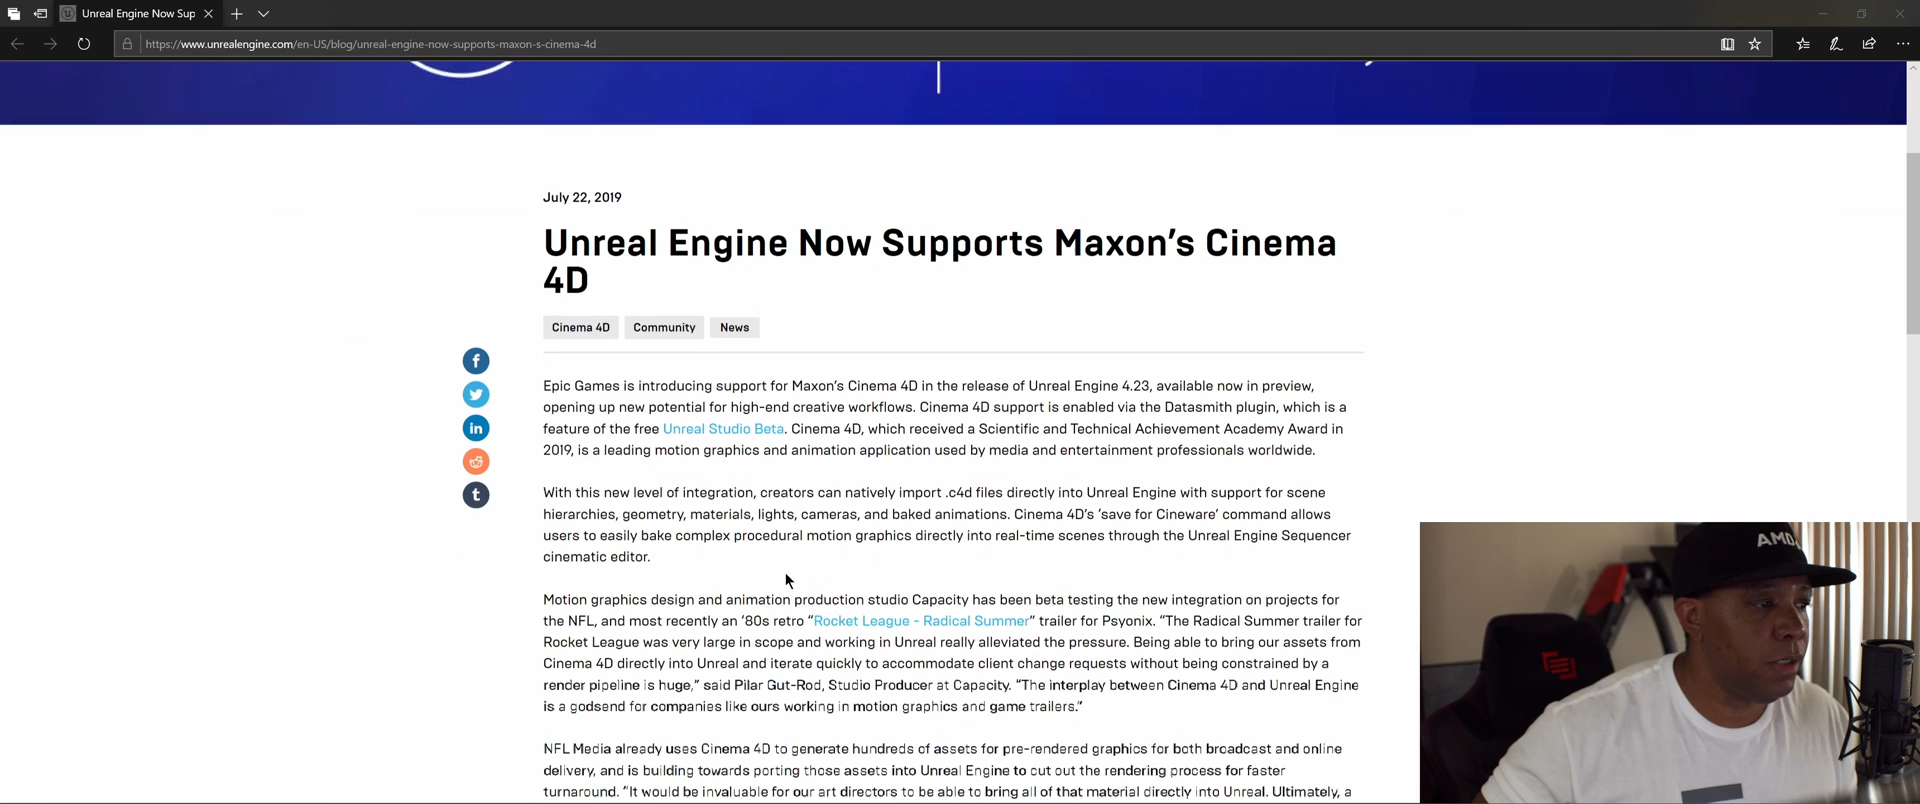 Unreal Engine Now Sup
https://www.unrealengine.com/en-US/blog/unreal-engine-now-supports-maxon-s-cinema-4d
July 22, 2019
Unreal Engine Now Supports Maxon's Cinema
4D
Cinema 4D Community News
Epic Games is introducing support for Maxon's Cinema 4D in the release of Unreal Engine 4.23, available now in preview,
opening up new potential for high-end creative workflows. Cinema 4D support is enabled via the Datasmith plugin, which is a
feature of the free Unreal Studio Beta. Cinema 4D, which received a Scientific and Technical Achievement Academy Award in
2019, is a leading motion graphics and animation application used by media and entertainment professionals worldwide.
With this new level of integration, creators can natively import .c4d files directly into Unreal Engine with support for scene
hierarchies, geometry, materials, lights, cameras, and baked animations. Cinema 4D's 'save for Cineware' command allows
users to easily bake complex procedural motion graphics directly into real-time scenes through the Unreal Engine Sequencer
cinematic editor.
Motion graphics design and animation production studio Capacity has been beta testing the new integration on projects for
the NFL, and most recently an '80s retro “Rocket League - Radical Summer” trailer for Psyonix. “The Radical Summer trailer for
Rocket League was very large in scope and working in Unreal really alleviated the pressure. Being able to bring our assets from
Cinema 4D directly into Unreal and iterate quickly to accommodate client change requests without being constrained by a
render pipeline is huge,” said Pilar Gut-Rod, Studio Producer at Capacity. “The interplay between Cinema 4D and Unreal Engine
is a godsend for companies like ours working in motion graphics and game trailers.”
NFL Media already uses Cinema 4D to generate hundreds of assets for pre-rendered graphics for both broadcast and online
delivery, and is building towards porting those assets into Unreal Engine to cut out the rendering process for faster
turnaround. “It would be invaluable for our art directors to be able to bring all of that material directly into Unreal. Ultimately, a
AMD